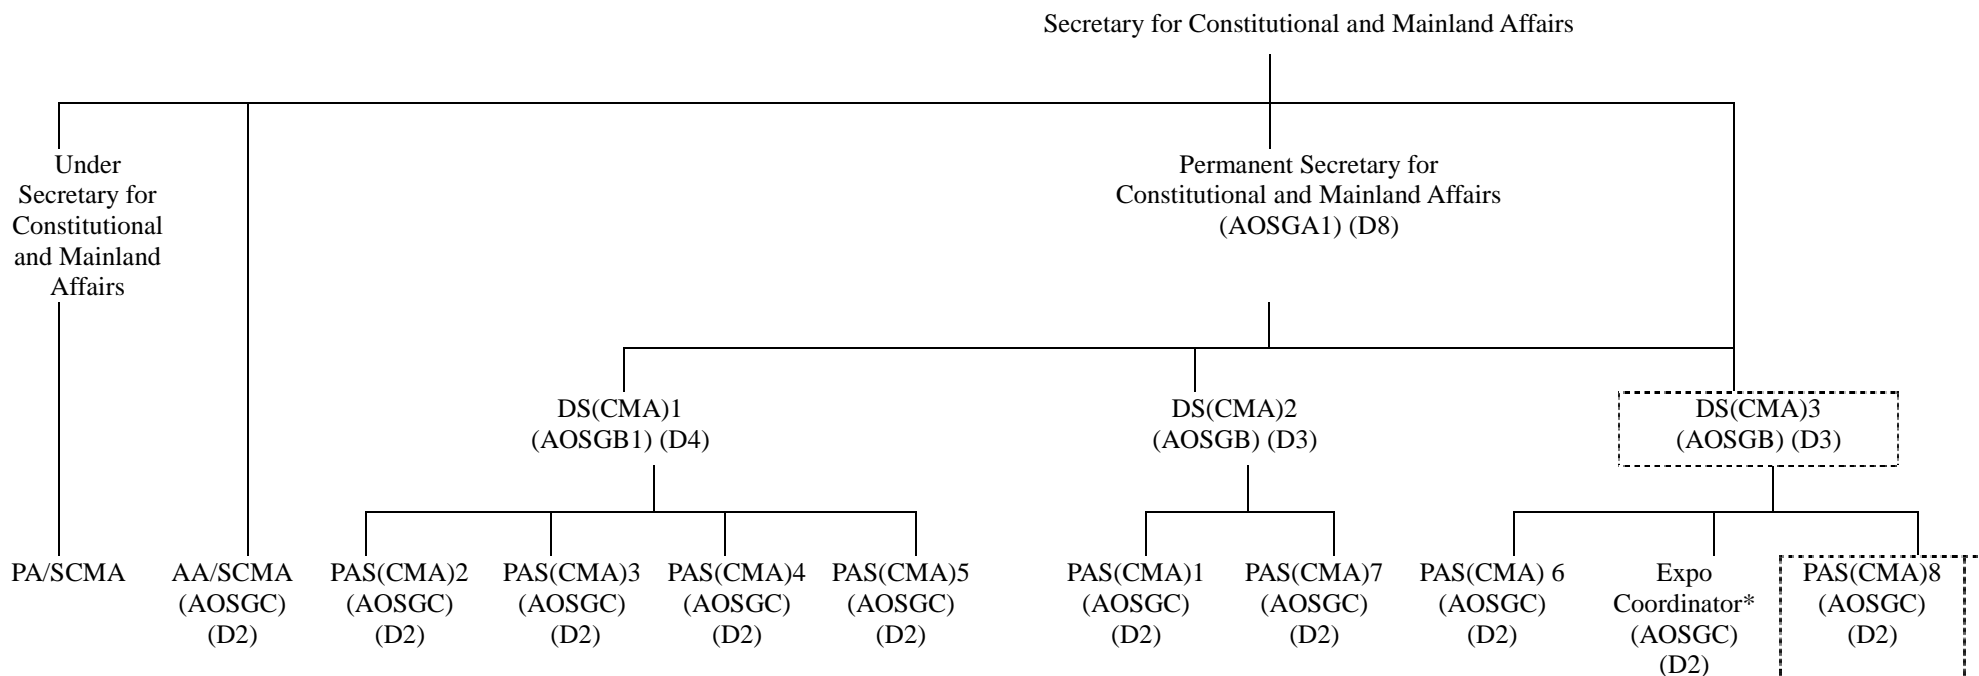 Secretary for Constitutional and Mainland Affairs
Under
Secretary for
Constitutional
and Mainland
Affairs
Permanent Secretary for
Constitutional and Mainland Affairs
(AOSGA1) (D8)
DS(CMA)1
(AOSGB1) (D4)
DS(CMA)2
(AOSGB) (D3)
DS(CMA)3
(AOSGB) (D3)
PA/SCMA
AA/SCMA
(AOSGC)
(D2)
PAS(CMA)2
(AOSGC)
(D2)
PAS(CMA)3
(AOSGC)
(D2)
PAS(CMA)4
(AOSGC)
(D2)
PAS(CMA)5
(AOSGC)
(D2)
PAS(CMA)1
(AOSGC)
(D2)
PAS(CMA)7
(AOSGC)
(D2)
PAS(CMA) 6
(AOSGC)
(D2)
Expo
Coordinator*
(AOSGC)
(D2)
PAS(CMA)8
(AOSGC)
(D2)